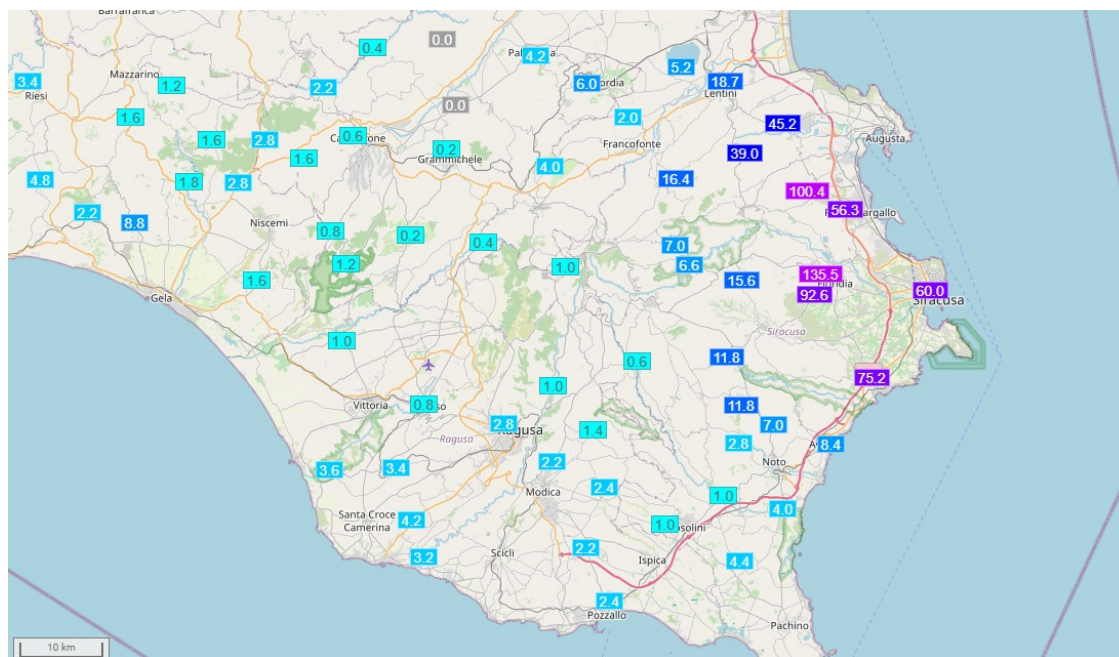 Barrafranca
0.0
0.4
Palagonia
4.2
5.2
Mazzarino
3.4
1.2
2.2
6.0
18.7
Riesi
Lentini
0.0
1.6
2.0
45.2
0.6
1.6
2.8
Augusta
0.2
Francofonte
39.0
1.6
Grammichele
4.0
4.8
1.8
2.8
16.4
100.4
2.2
56.3
8.8
Niscemi
0.8
0.2
0.4
7.0
1.2
1.0
6.6
1.6
15.6
135.5
Gela
92.6
60.0
Siracusa
Siracusa
1.0
0.6
11.8
75.2
1.0
Vittoria
0.8
11.8
2.8
Ragusa
7.0
Ragusa
1.4
2.8
8.4
2.2
Noto
3.6
3.4
2.4
Modica
1.0
4.0
Santa Croce
Camerina
4.2
1.0
2.2
3.2
Scicli
Ispica
4.4
2.4
Pozzallo
Pachino
10 km